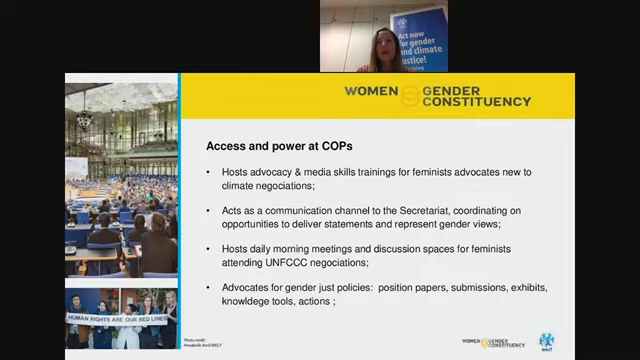 Act now
for gender
and climate
justice!
WOMEN GENDER
CONSTITUENCY
Access and power at COPs
• Hosts advocacy & media skills trainings for feminists advocates new to
climate negociations;
• Acts as a communication channel to the Secretariat, coordinating on
opportunities to deliver statements and represent gender views;
• Hosts daily morning meetings and discussion spaces for feminists
attending UNFCCC negociations;
• Advocates for gender just policies: position papers, submissions, exhibits,
knowldege tools, actions ;
HUMAN RIGHTS ARE OUR RED LINES
Photo credit:
WOMEN GENDER
CONSTITUENCY
wecf